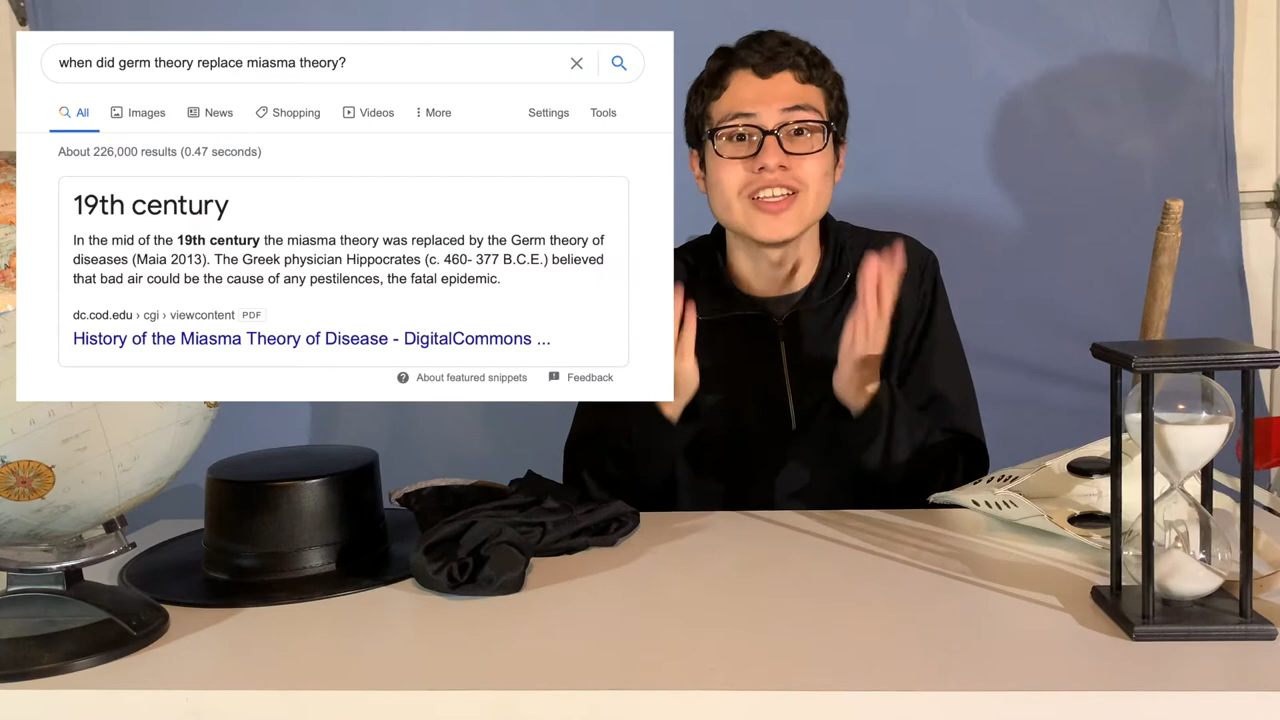 when did germ theory replace miasma theory?
All Images News Shopping Videos More Settings Tools
About 226,000 results (0.47 seconds)
19th century
In the mid of the 19th century the miasma theory was replaced by the Germ theory of
diseases (Maia 2013). The Greek physician Hippocrates (c. 460- 377 B.C.E.) believed
that bad air could be the cause of any pestilences, the fatal epidemic.
dc.cod.edu › cgi › viewcontent PDF
History of the Miasma Theory of Disease - DigitalCommons ...
About featured snippets Feedback